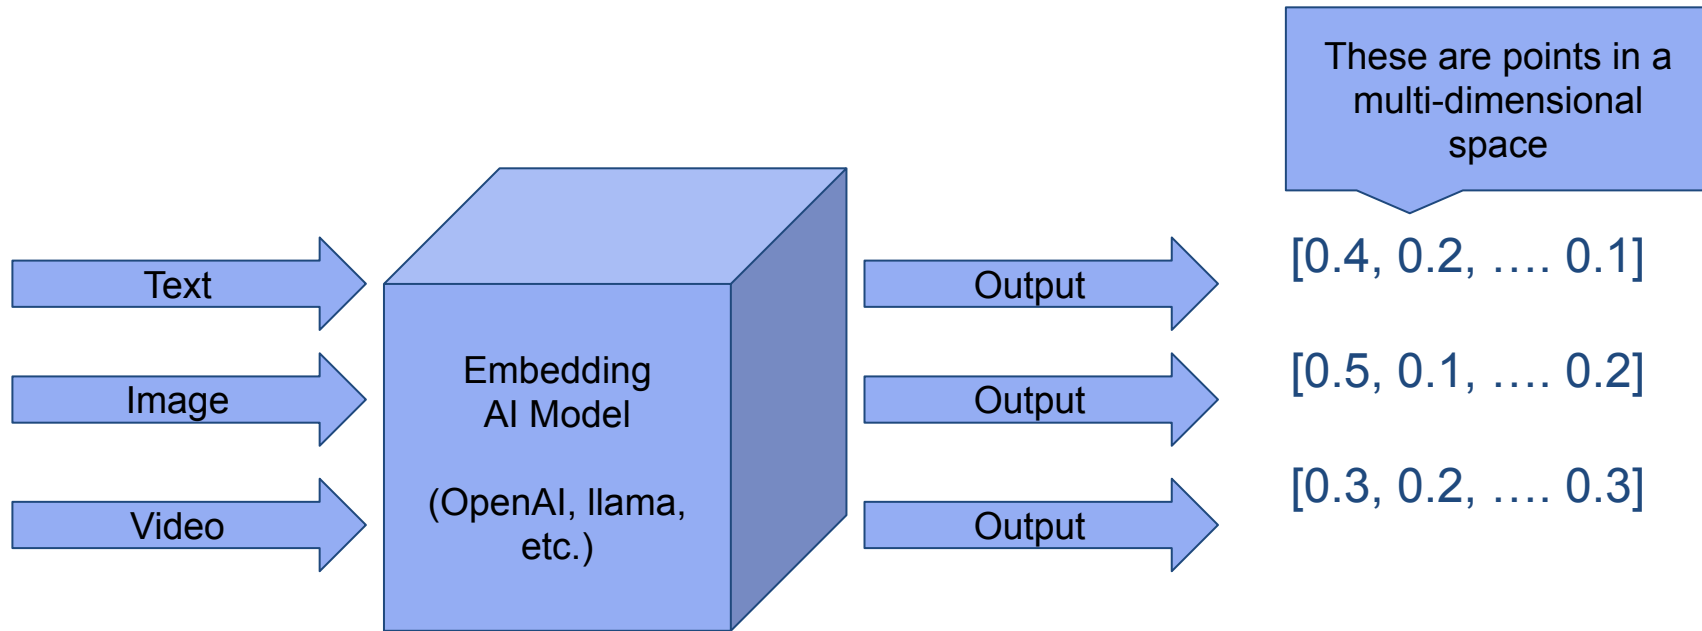 These are points in a
multi-dimensional
space
Text
Image
Video
Embedding
AI Model
(OpenAI, llama,
etc.)
Output
Output
Output
[0.4, 0.2, .... 0.1]
[0.5, 0.1, .... 0.2]
[0.3, 0.2, .... 0.3]